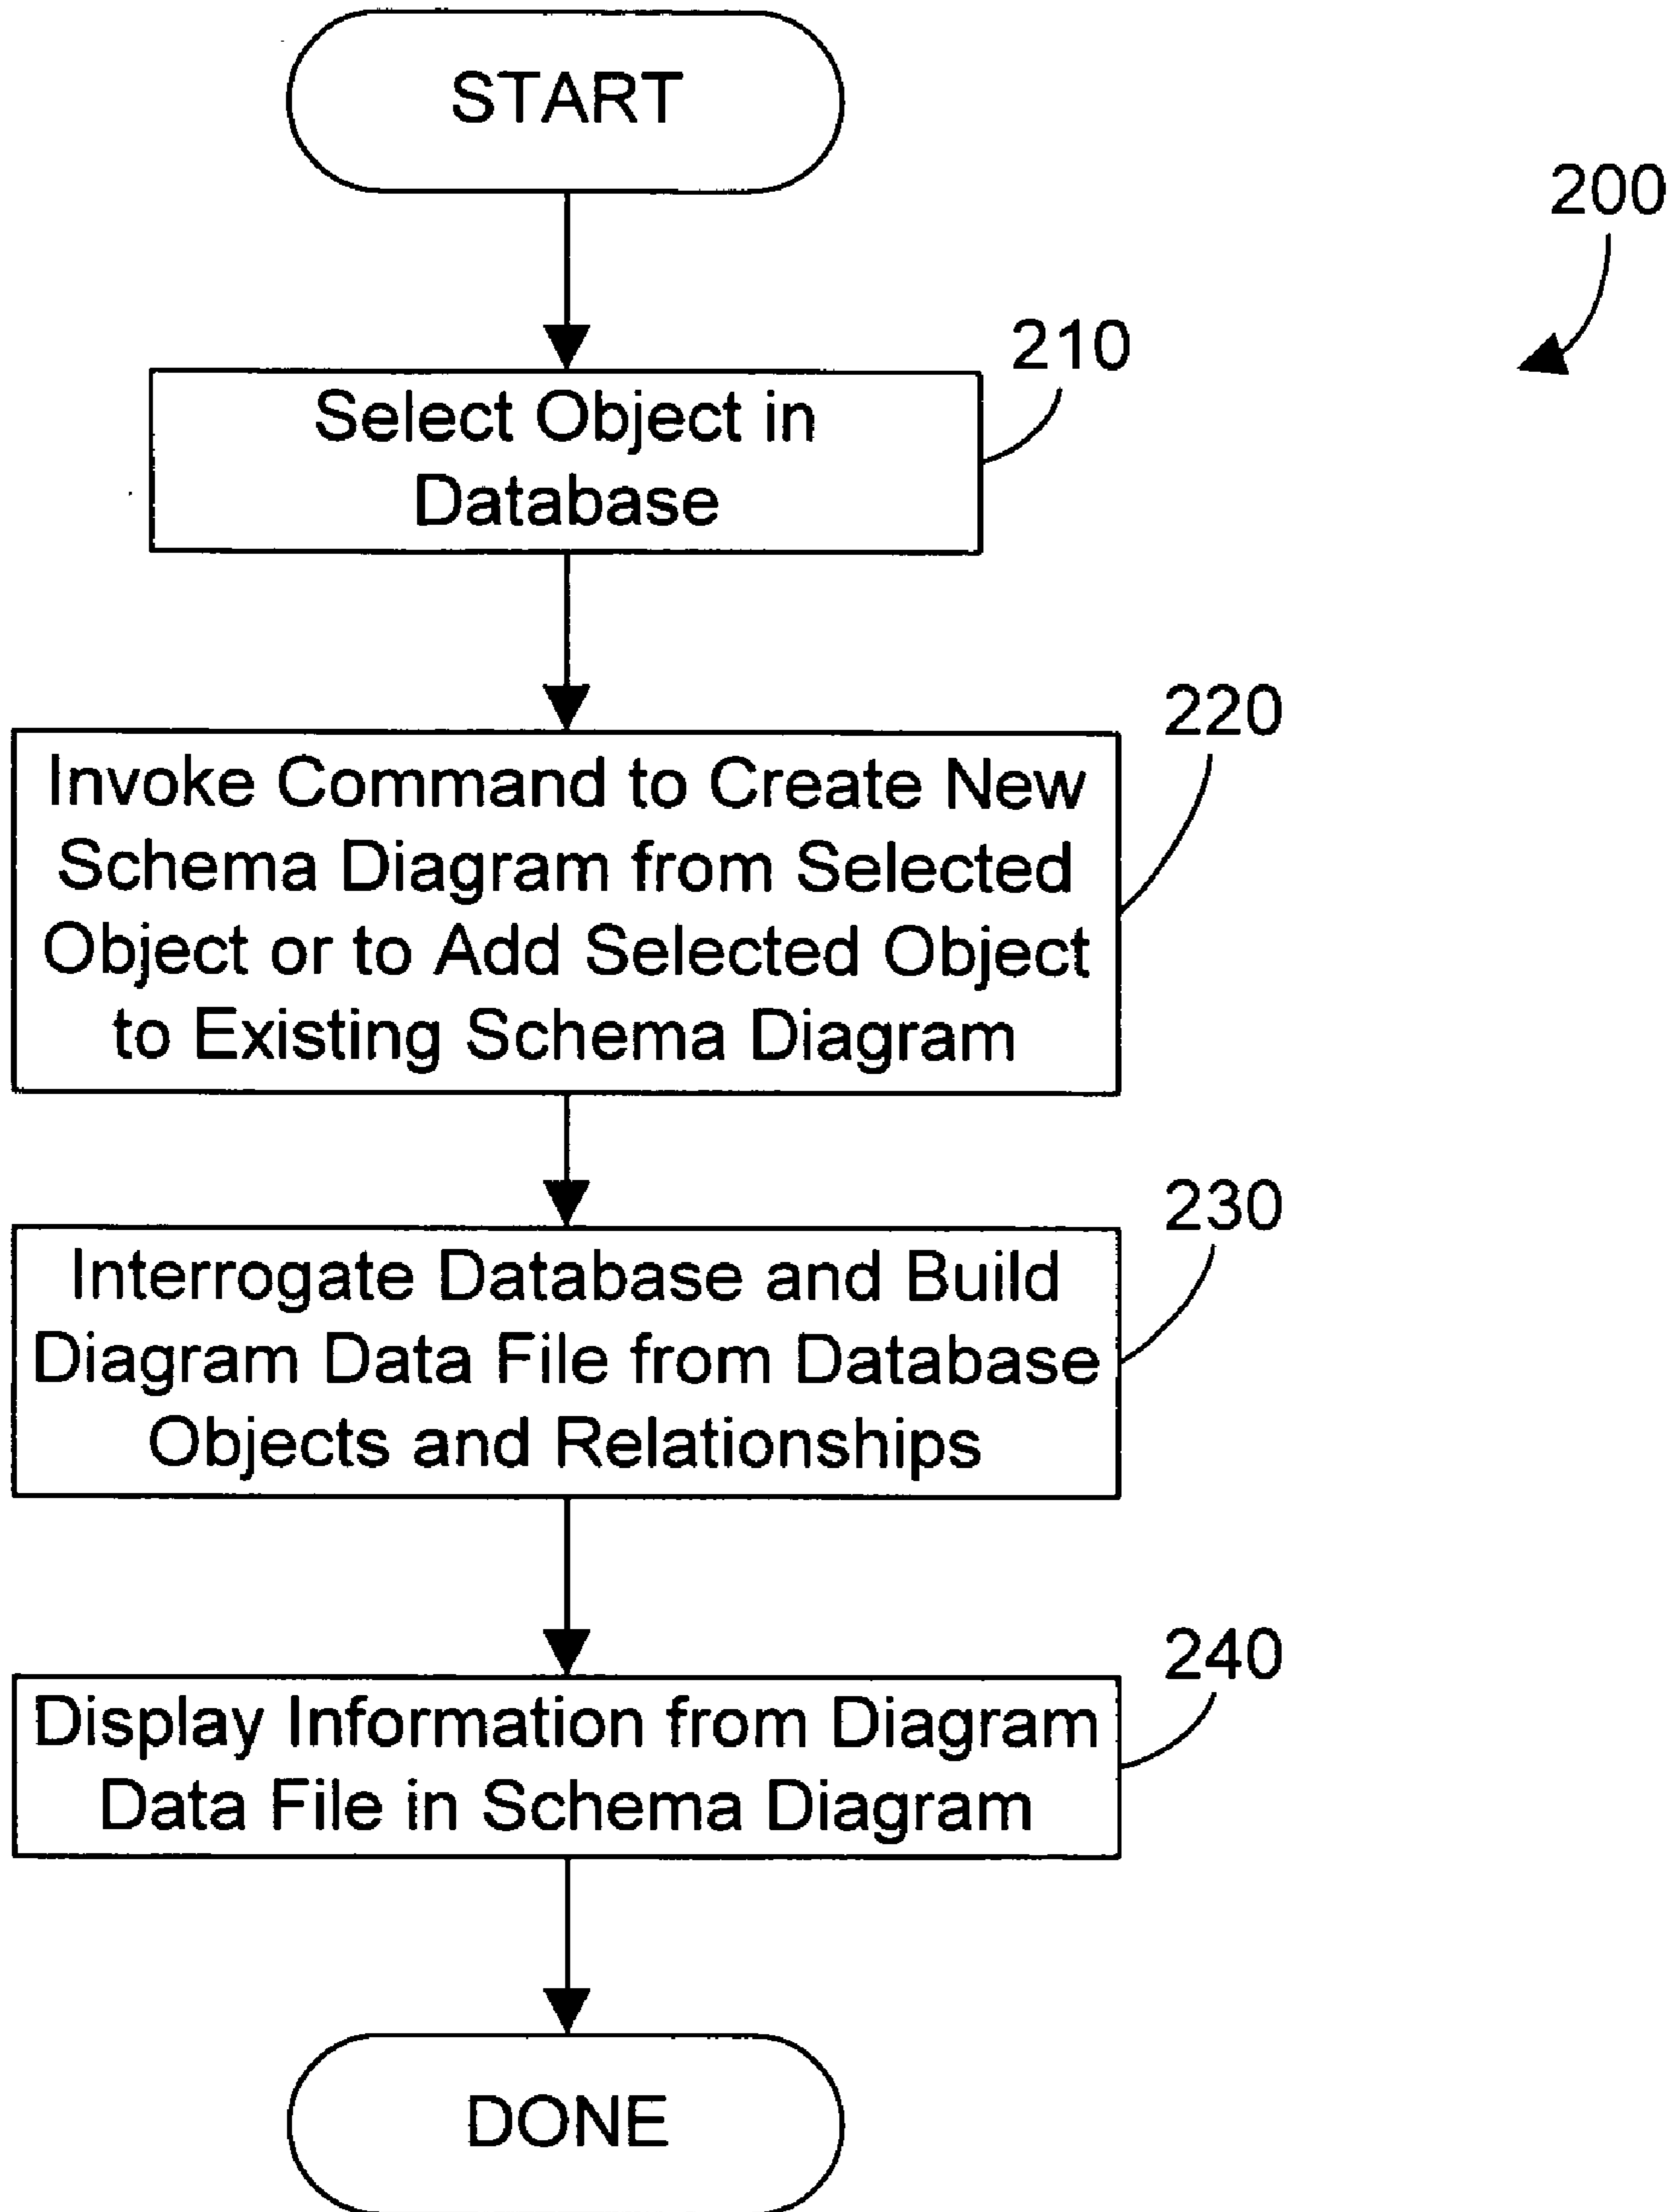 START
200
210
Select Object in
Database
220
Invoke Command to Create New
Schema Diagram from Selected
Object or to Add Selected Object
to Existing Schema Diagram
230
Interrogate Database and Build
Diagram Data File from Database
Objects and Relationships
240
Display Information from Diagram
Data File in Schema Diagram
DONE